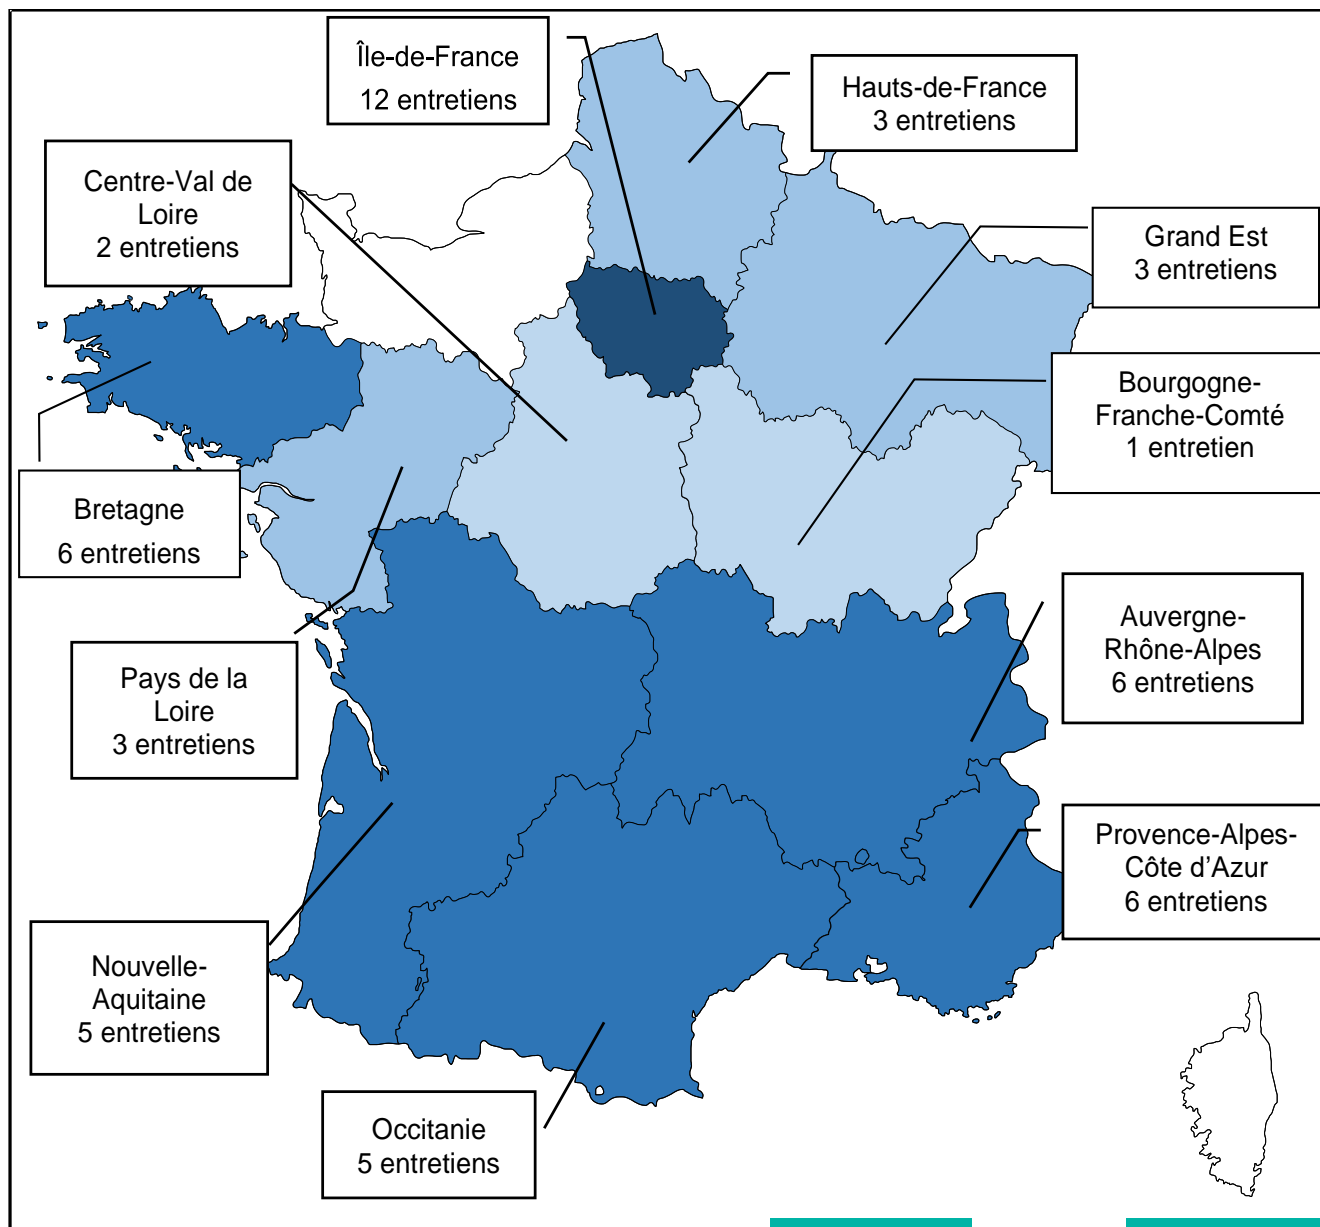 Île-de-France
12 entretiens
Hauts-de-France
3 entretiens
Centre-Val de
Loire
2 entretiens
Grand Est
3 entretiens
Bourgogne-
Franche-Comté
1 entretien
Bretagne
6 entretiens
Auvergne-
Rhône-Alpes
6 entretiens
Pays de la
Loire
3 entretiens
Provence-Alpes-
Côte d’Azur
6 entretiens
Nouvelle-
Aquitaine
5 entretiens
Occitanie
5 entretiens